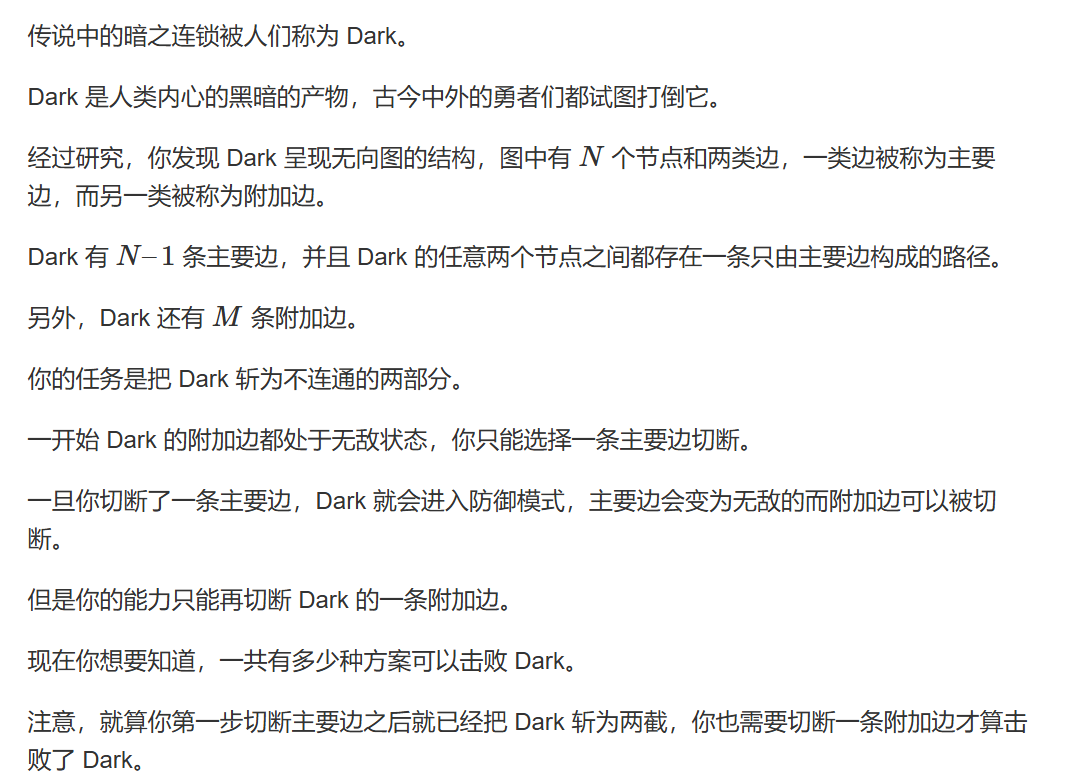 传说中的暗之连锁被人们称为 Dark。
Dark 是人类内心的黑暗的产物，古今中外的勇者们都试图打倒它。
经过研究，你发现 Dark 呈现无向图的结构，图中有 N 个节点和两类边，一类边被称为主要
边，而另一类被称为附加边。
Dark 有 N–1 条主要边，并且 Dark 的任意两个节点之间都存在一条只由主要边构成的路径。
另外，Dark 还有 M 条附加边。
你的任务是把 Dark 斩为不连通的两部分。
一开始 Dark 的附加边都处于无敌状态，你只能选择一条主要边切断。
一旦你切断了一条主要边，Dark 就会进入防御模式，主要边会变为无敌的而附加边可以被切
断。
但是你的能力只能再切断 Dark 的一条附加边。
现在你想要知道，一共有多少种方案可以击败 Dark。
注意，就算你第一步切断主要边之后就已经把 Dark 斩为两截，你也需要切断一条附加边才算击
败了 Dark。